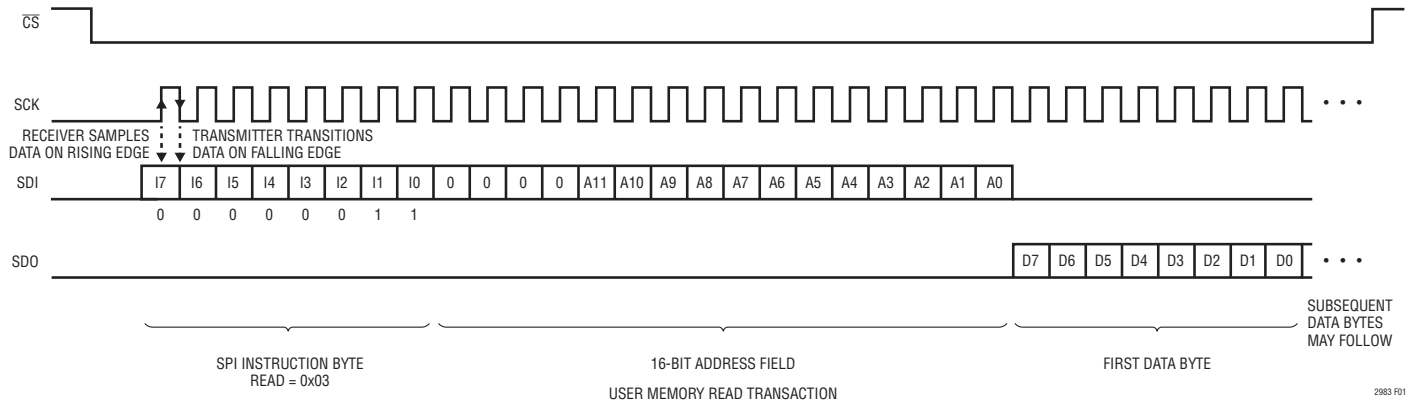 CS
SCK
RECEIVER SAMPLES
DATA ON RISING EDGE
TRANSMITTER TRANSITIONS
DATA ON FALLING EDGE
SDI
I7 I6 I5 I4 I3 I2 I1 I0 0 0 0 0 A11 A10 A9 A8 A7 A6 A5 A4 A3 A2 A1 A0
0 0 0 0 0 0 1 1
SDO
D7 D6 D5 D4 D3 D2 D1 D0
• • •
• • •
SPI INSTRUCTION BYTE
READ = 0x03
16-BIT ADDRESS FIELD
FIRST DATA BYTE
SUBSEQUENT
DATA BYTES
MAY FOLLOW
USER MEMORY READ TRANSACTION
2983 F01